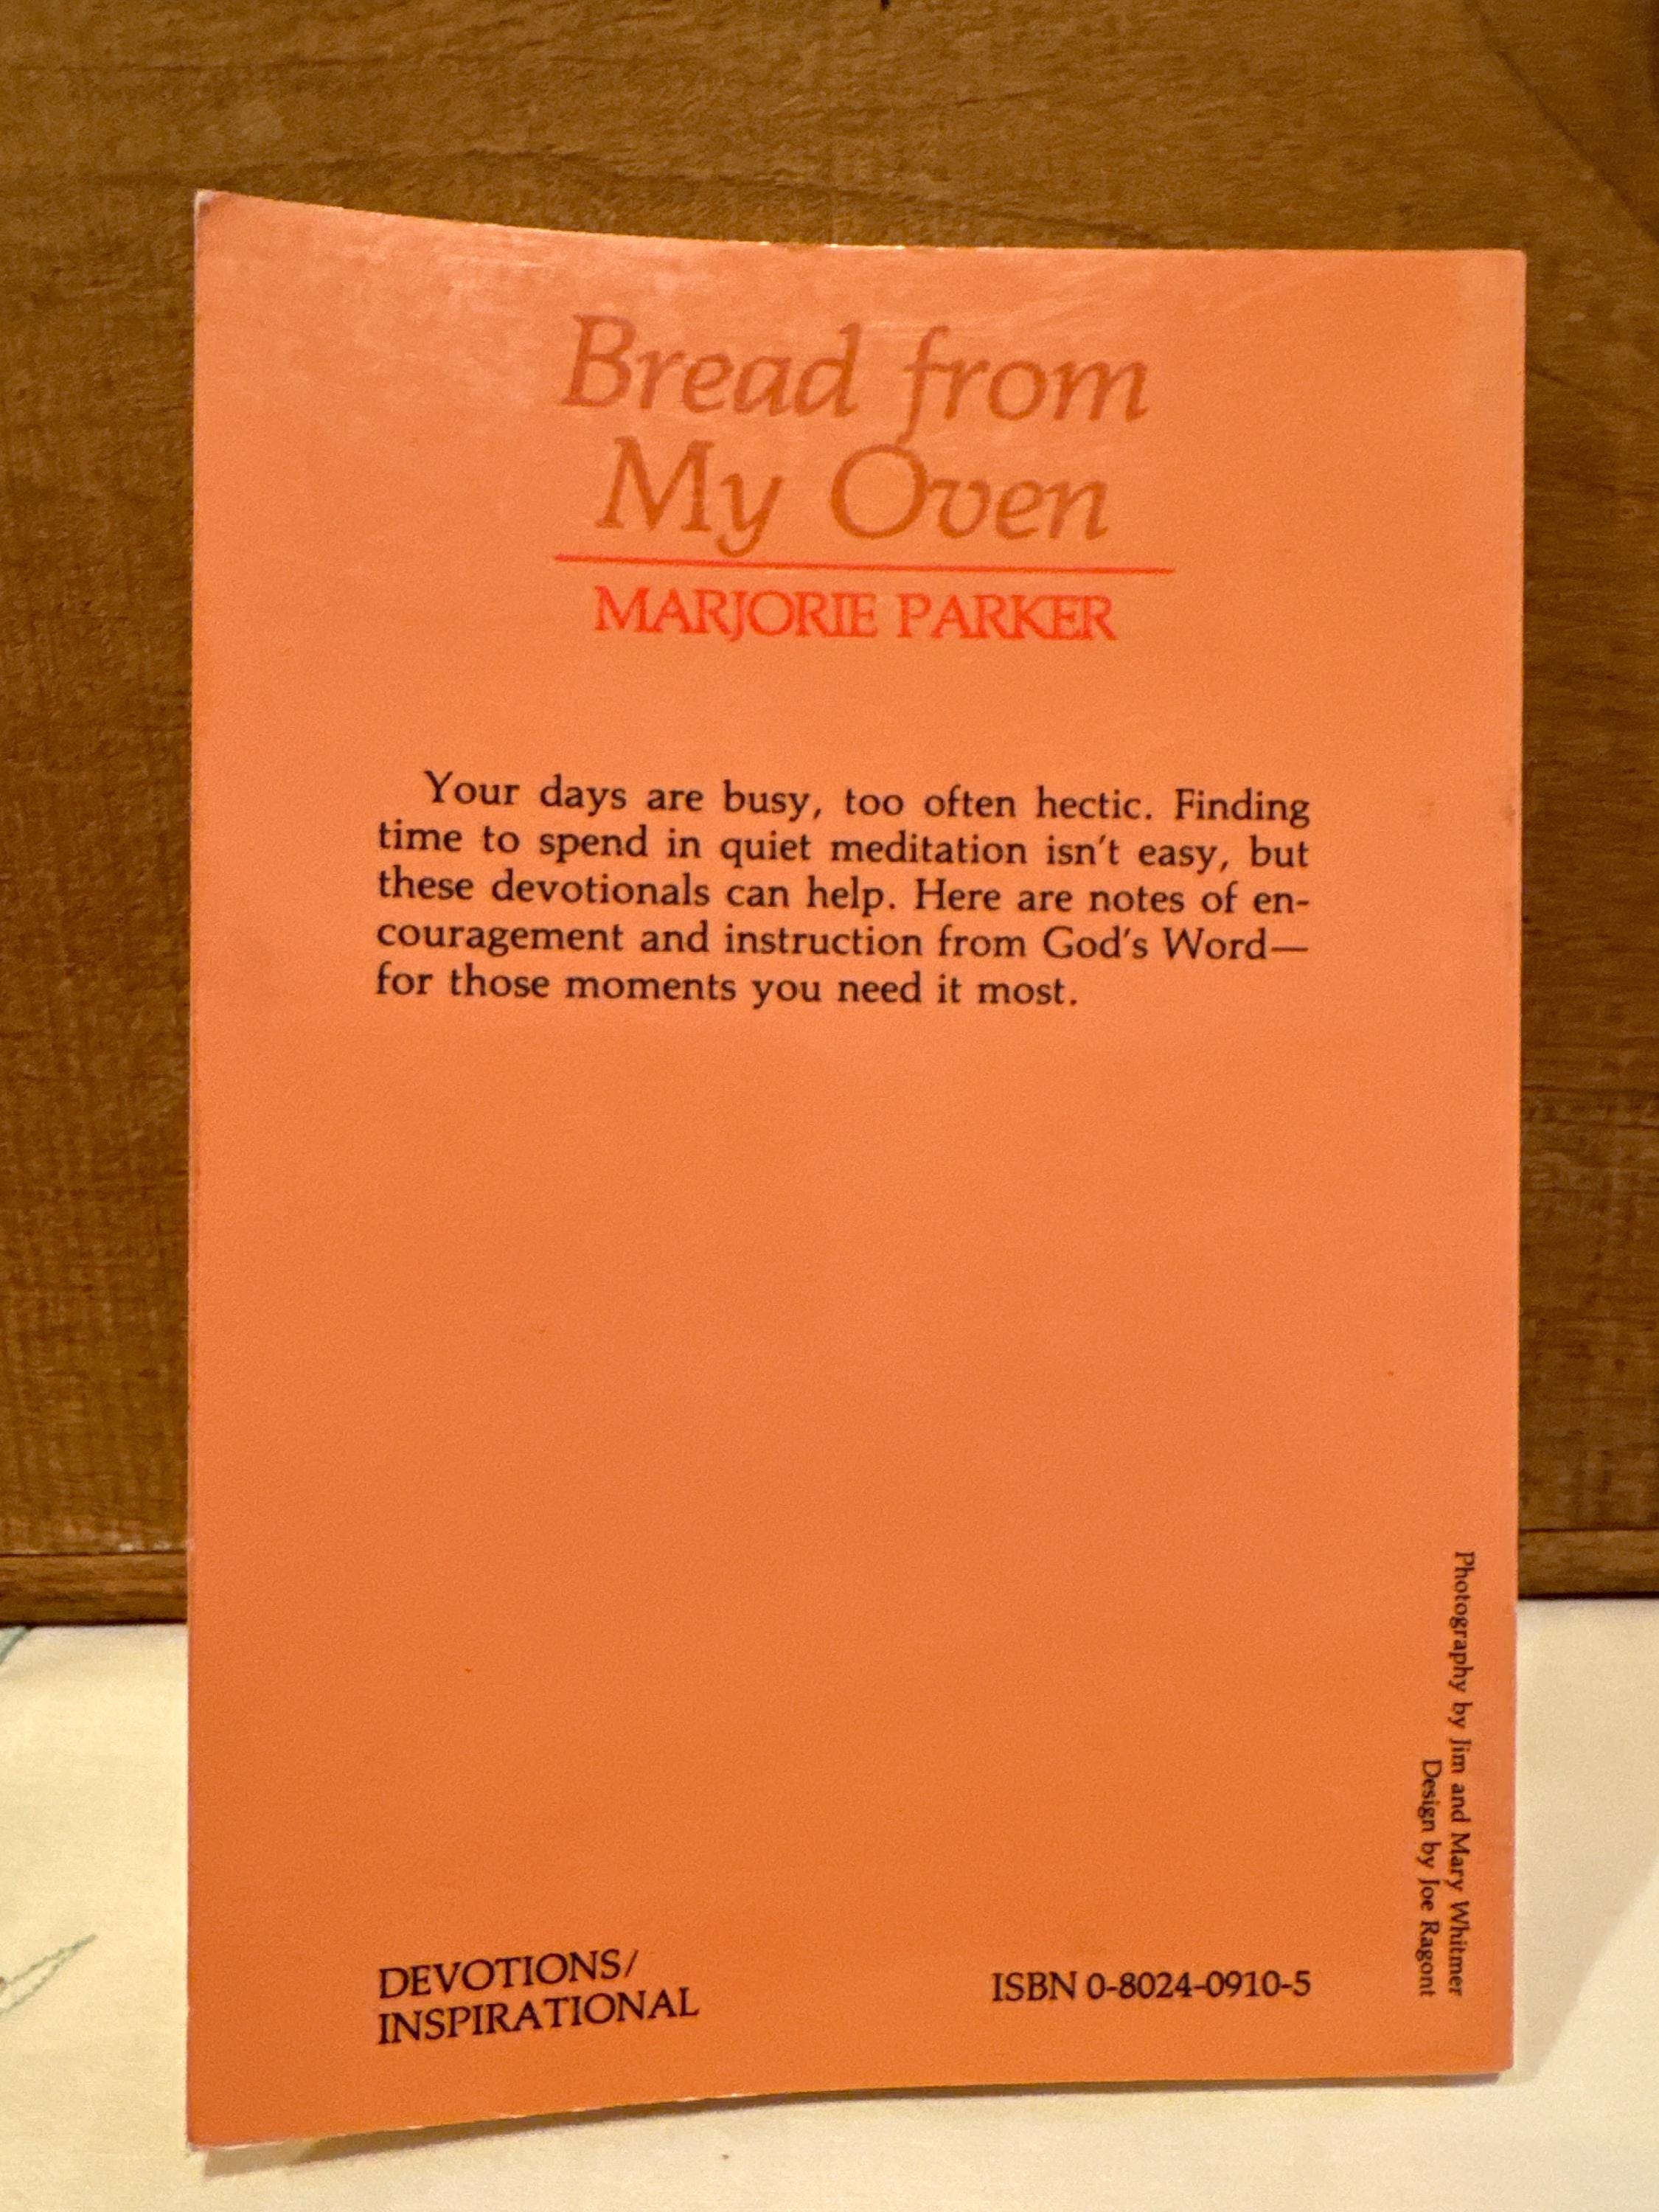 Bread from
My Oven
MARJORIE PARKER
Your days are busy, too often hectic. Finding
time to spend in quiet meditation isn't easy, but
these devotionals can help. Here are notes of en-
couragement and instruction from God's Word—
for those moments you need it most.
DEVOTIONS/
INSPIRATIONAL
ISBN 0-8024-0910-5
Photography by Jim and Mary Whitmer
Design by Joe Ragont